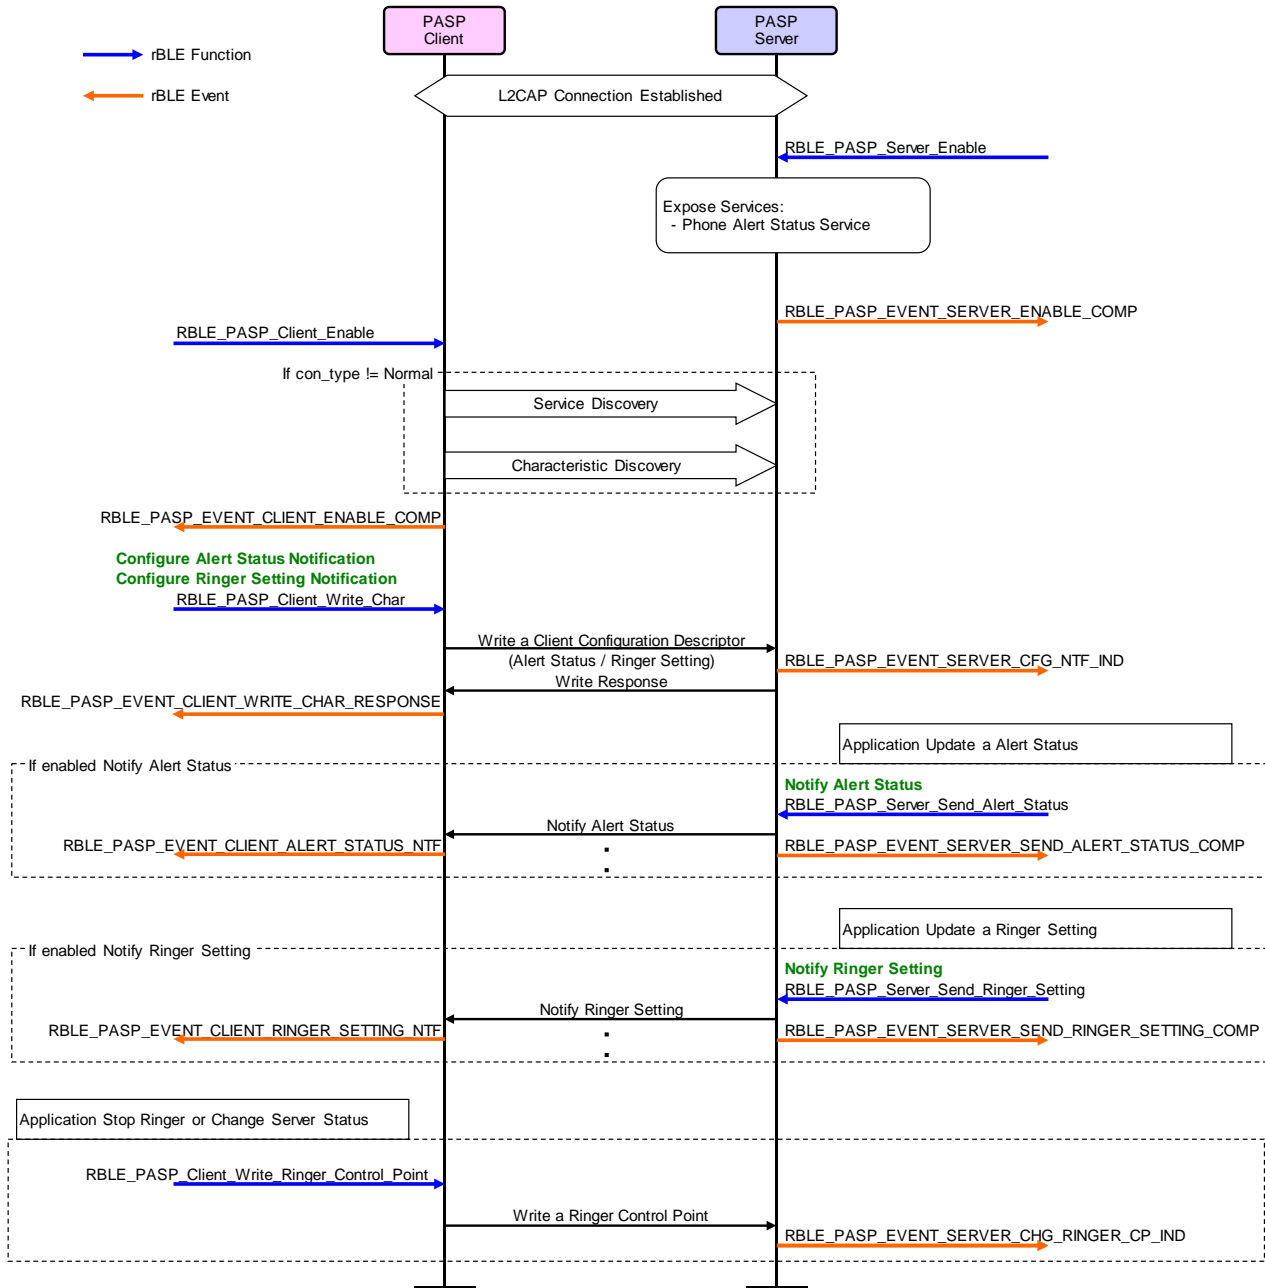 PASP
Client
PASP
Server
rBLE Function
rBLE Event
L2CAP Connection Established
RBLE_PASP_Server_Enable
Expose Services:
- Phone Alert Status Service
RBLE_PASP_EVENT_SERVER_ENABLE_COMP
RBLE_PASP_Client_Enable
If con_type != Normal
Service Discovery
Characteristic Discovery
RBLE_PASP_EVENT_CLIENT_ENABLE_COMP
Configure Alert Status Notification
Configure Ringer Setting Notification
RBLE_PASP_Client_Write_Char
Write a Client Configuration Descriptor
(Alert Status / Ringer Setting)
RBLE_PASP_EVENT_SERVER_CFG_NTF_IND
Write Response
RBLE_PASP_EVENT_CLIENT_WRITE_CHAR_RESPONSE
Application Update a Alert Status
If enabled Notify Alert Status
Notify Alert Status
RBLE_PASP_Server_Send_Alert_Status
Notify Alert Status
RBLE_PASP_EVENT_CLIENT_ALERT_STATUS_NTF
RBLE_PASP_EVENT_SERVER_SEND_ALERT_STATUS_COMP
Application Update a Ringer Setting
If enabled Notify Ringer Setting
Notify Ringer Setting
RBLE_PASP_Server_Send_Ringer_Setting
Notify Ringer Setting
RBLE_PASP_EVENT_CLIENT_RINGER_SETTING_NTF
RBLE_PASP_EVENT_SERVER_SEND_RINGER_SETTING_COMP
Application Stop Ringer or Change Server Status
RBLE_PASP_Client_Write_Ringer_Control_Point
Write a Ringer Control Point
RBLE_PASP_EVENT_SERVER_CHG_RINGER_CP_IND